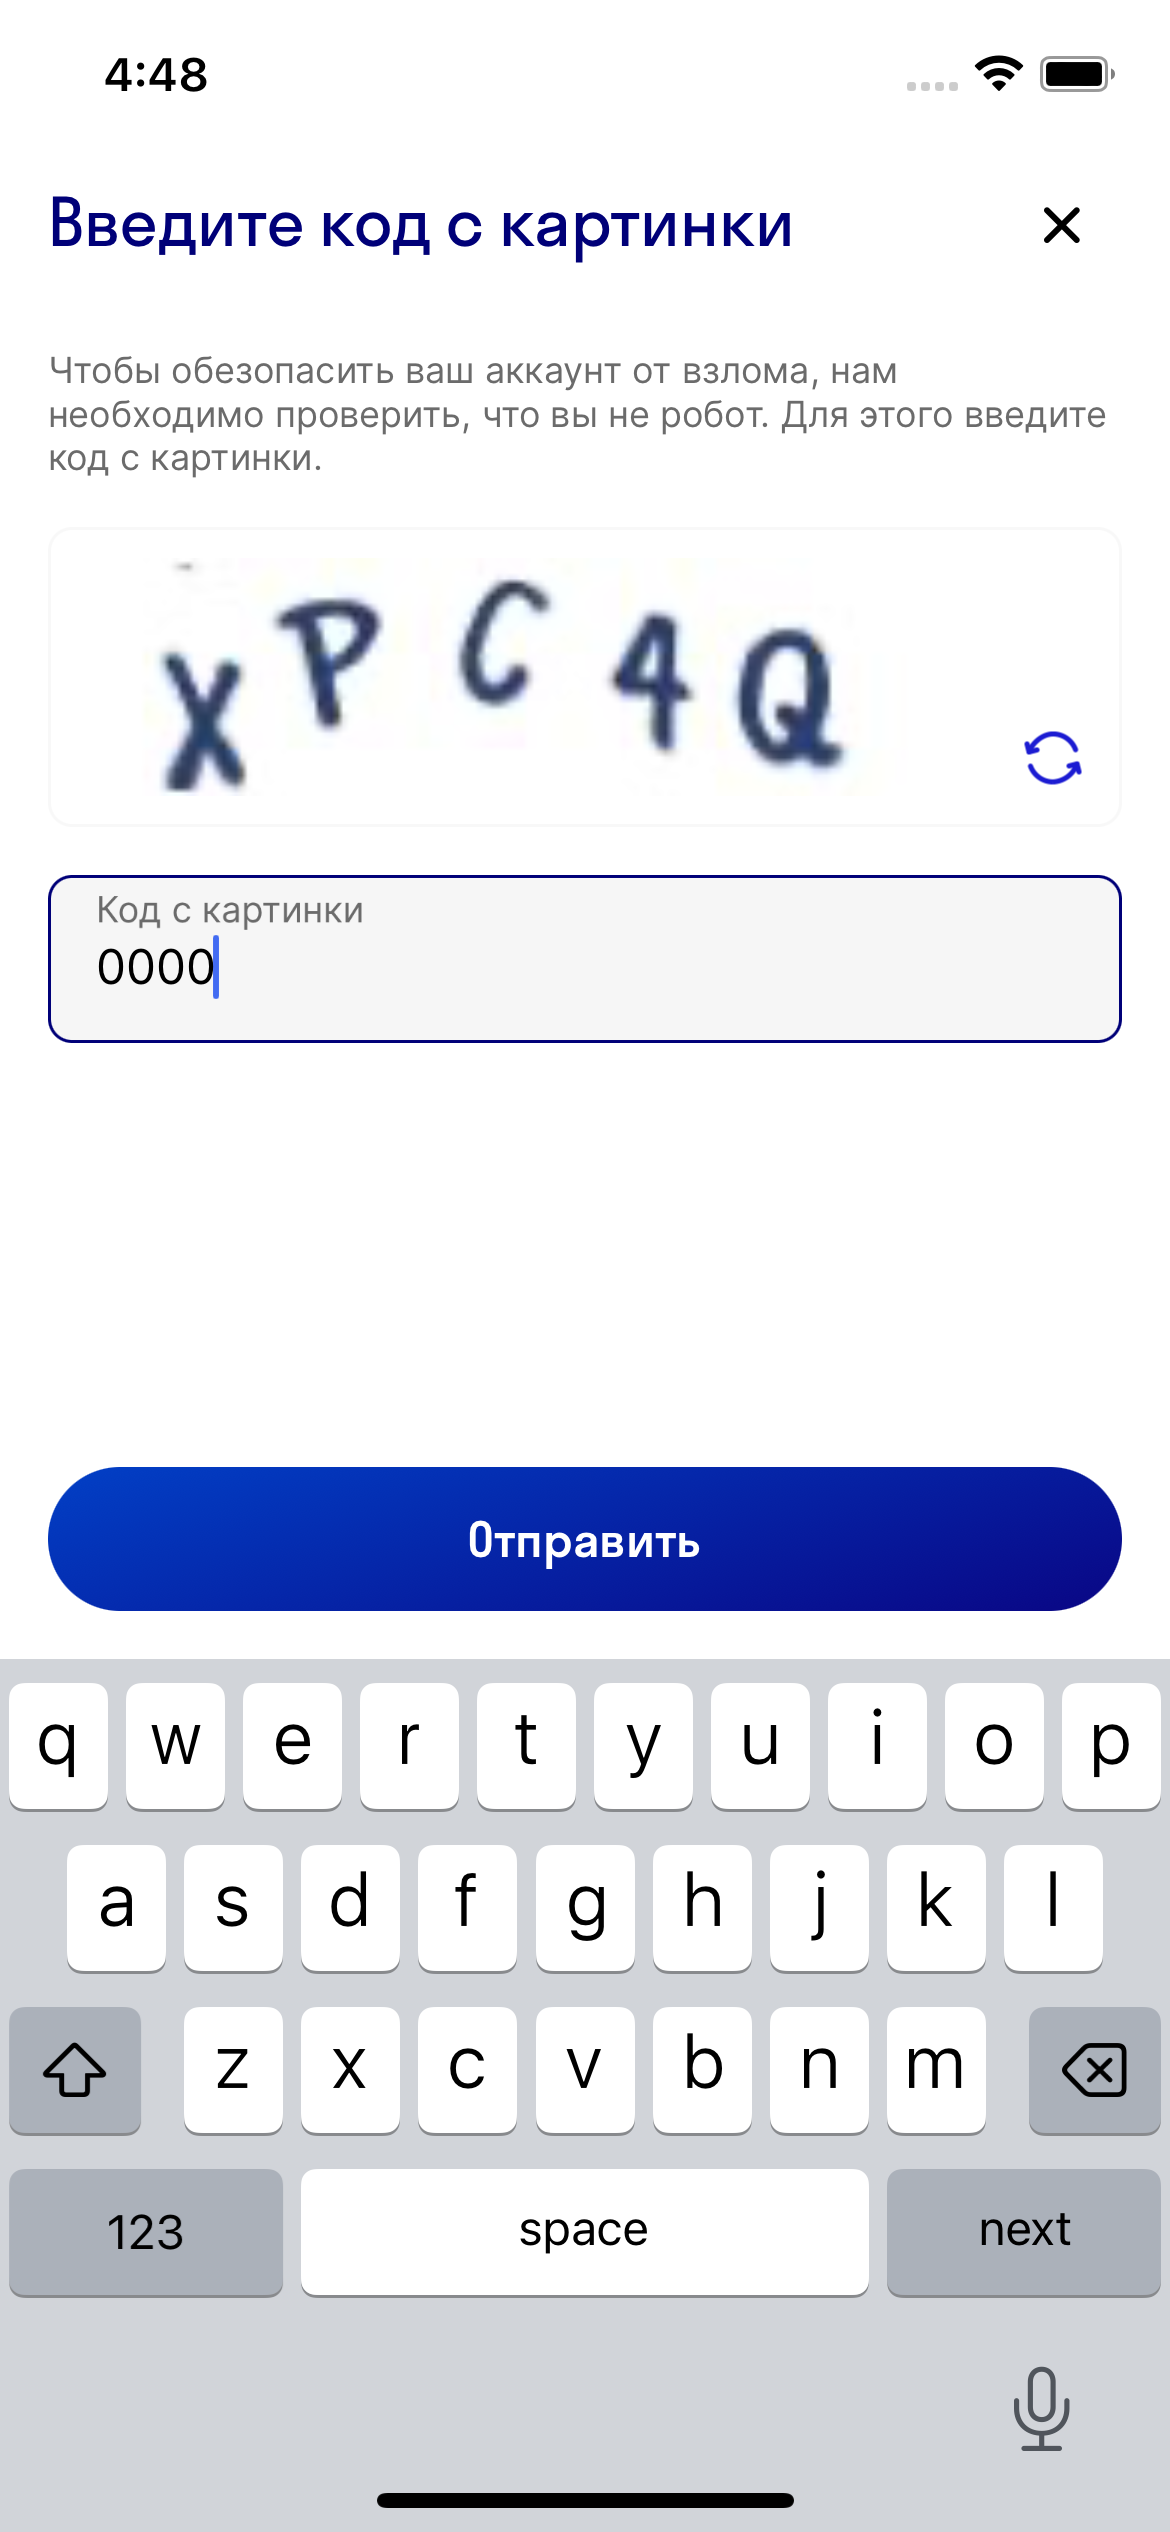 4:48
Введите код с картинки
Чтобы обезопасить ваш аккаунт от взлома, нам
необходимо проверить, что вы не робот. Для этого введите
код с картинки.
X P C 4 Q
Код с картинки
0000
Отправить
q w e r t y u i o p
a s d f g h j k l
z x c v b n m
123 space next